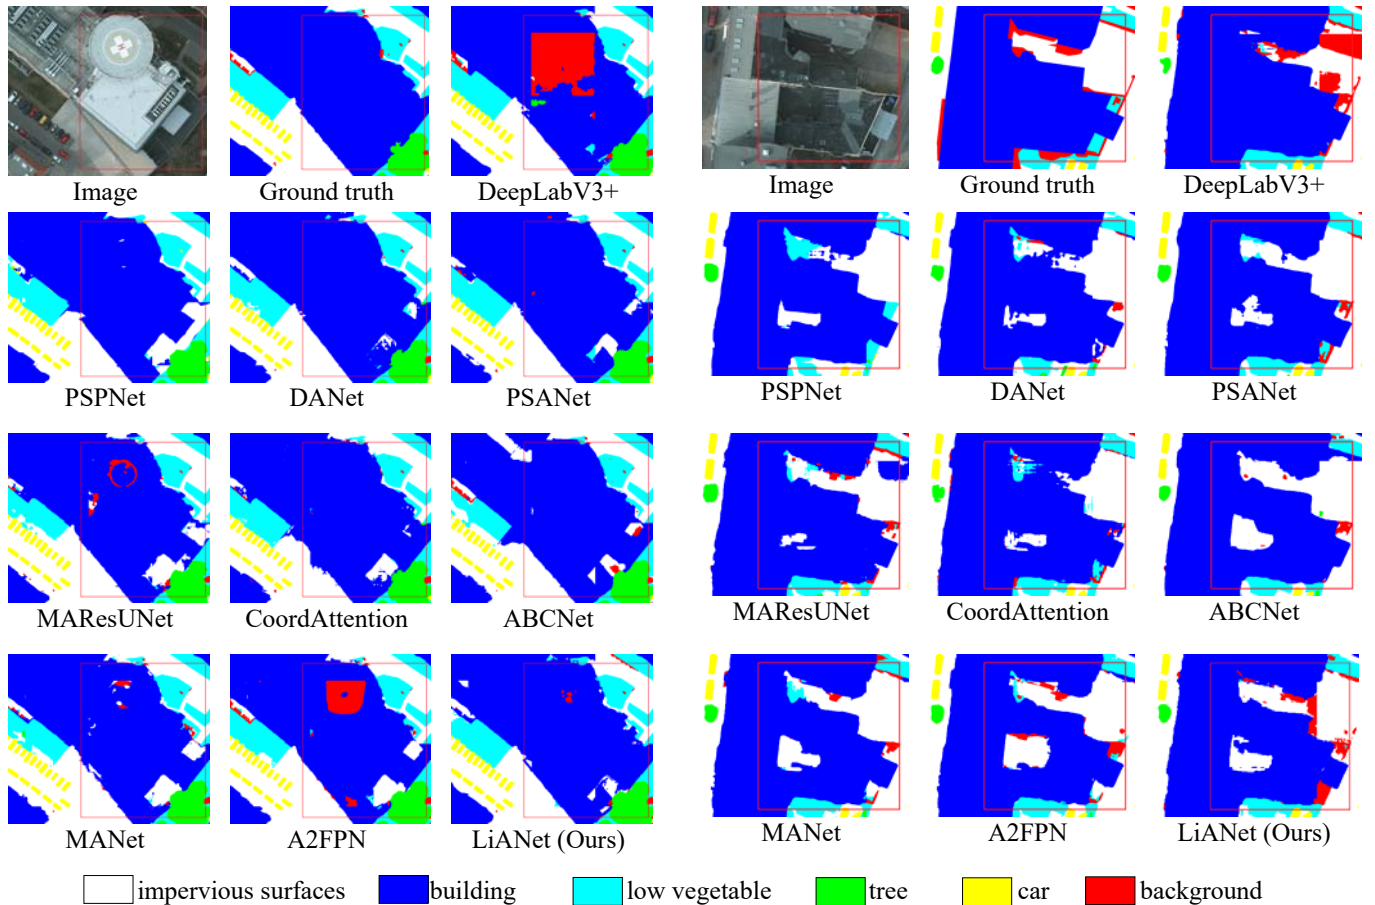 Image Ground truth DeepLabV3+ Image Ground truth DeepLabV3+
PSPNet DANet PSANet PSPNet DANet PSANet
MAResUNet CoordAttention ABCNet MAResUNet CoordAttention ABCNet
MANet A2FPN LiANet (Ours) MANet A2FPN LiANet (Ours)
impervious surfaces building low vegetable tree car background